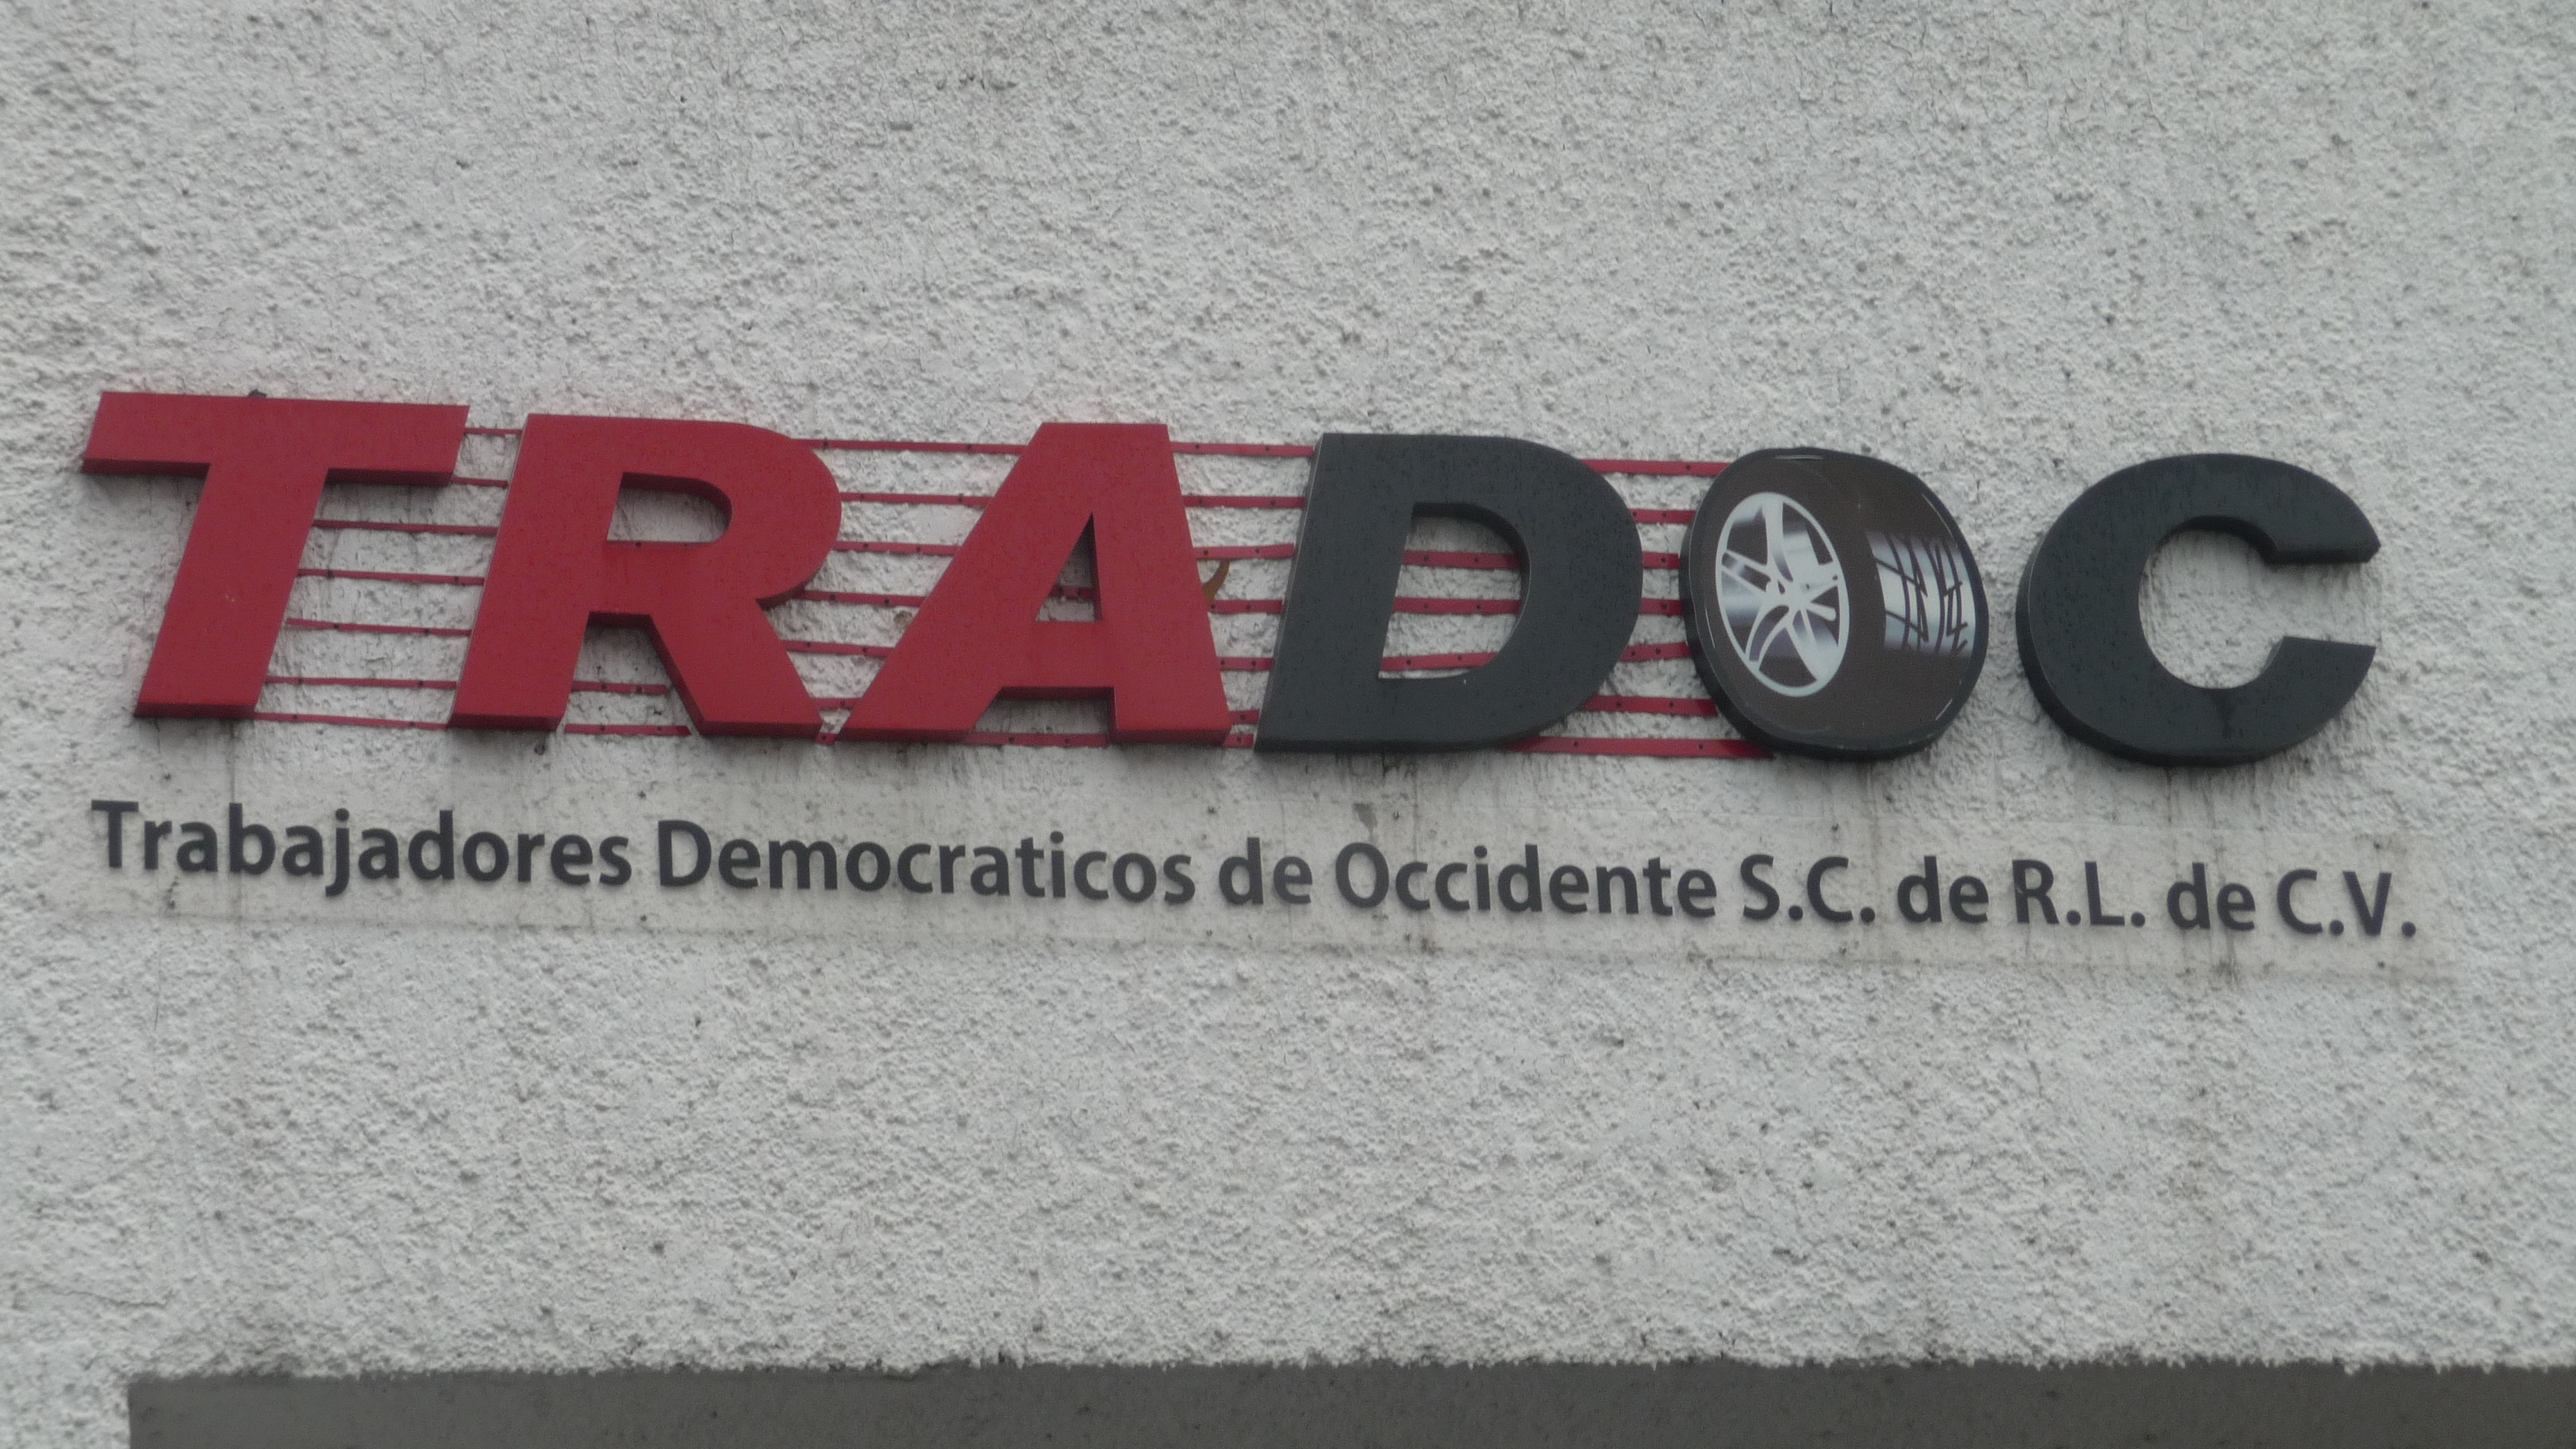 TRADOC
Trabajadores Democraticos de Occidente S.C. de R.L. de C.V.